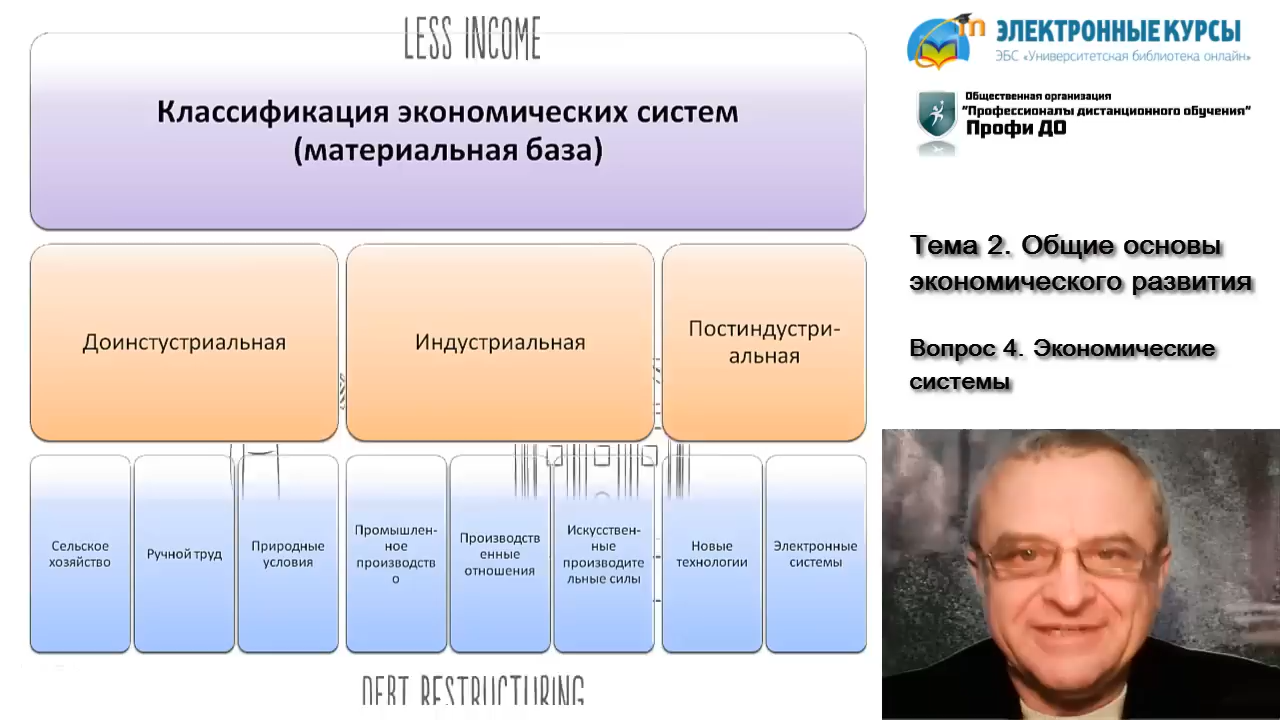 LESS INCOME
Классификация экономических систем
(материальная база)
Доинстустриальная
Индустриальная
Постиндустри-
альная
Сельское
хозяйство
Ручной труд
Природные
условия
Промышлен-
ное
производств
о
Производств
енные
отношения
Искусствен-
ные
производите
льные силы
Новые
технологии
Электронные
системы
DEBT RESTRUCTURING
m
ЭЛЕКТРОННЫЕ КУРСЫ
ЭБС «Университетская библиотека онлайн»
Общественная организация
"Профессионалы дистанционного обучения"
Профи ДО
Тема 2. Общие основы
экономического развития
Вопрос 4. Экономические
системы